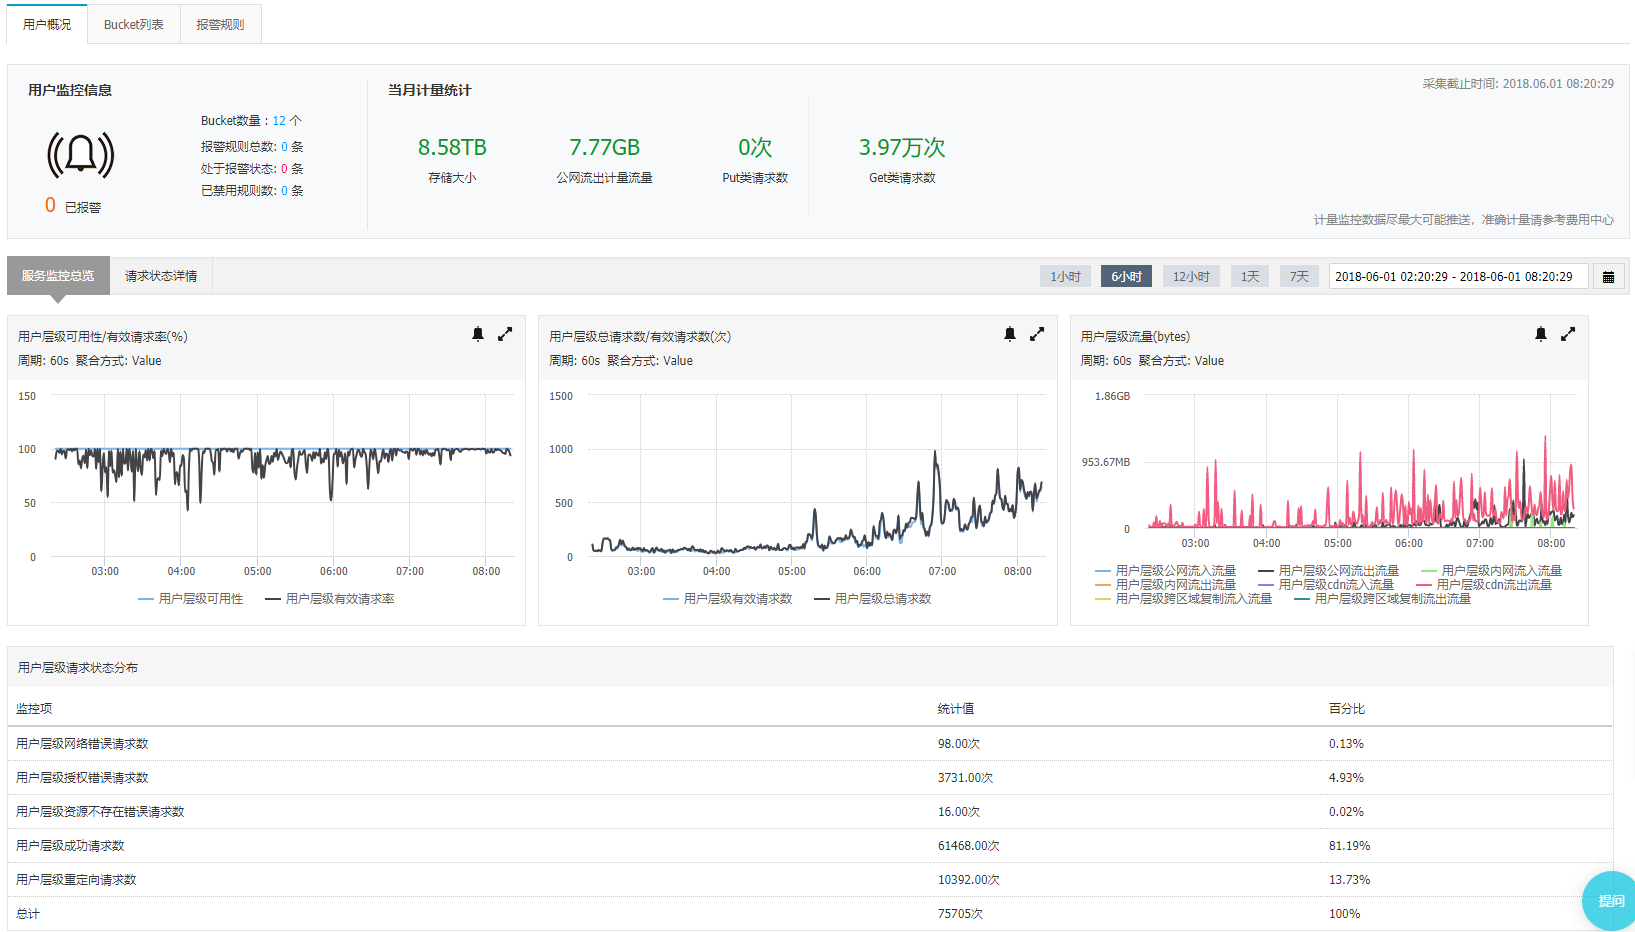 用户概况 Bucket列表 报警规则
用户监控信息 当月计量统计 采集截止时间: 2018.06.01 08:20:29
Bucket数量 : 12 个
报警规则总数: 0 条
处于报警状态: 0 条
已禁用规则数: 0 条
0 已报警
8.58TB 7.77GB 0次 3.97万次
存储大小 公网流出计量流量 Put类请求数 Get类请求数
计量监控数据尽最大可能推送，准确计量请参考费用中心
服务监控总览 请求状态详情 1小时 6小时 12小时 1天 7天 2018-06-01 02:20:29 - 2018-06-01 08:20:29
用户层级可用性/有效请求率(%)
周期: 60s 聚合方式: Value
150
100
50
0
03:00 04:00 05:00 06:00 07:00 08:00
用户层级可用性 用户层级有效请求率
用户层级总请求数/有效请求数(次)
周期: 60s 聚合方式: Value
1500
1000
500
0
03:00 04:00 05:00 06:00 07:00 08:00
用户层级有效请求数 用户层级总请求数
用户层级流量(bytes)
周期: 60s 聚合方式: Value
1.86GB
953.67MB
0
03:00 04:00 05:00 06:00 07:00 08:00
用户层级公网流入流量 用户层级公网流出流量 用户层级内网流入流量
用户层级内网流出流量 用户层级cdn流入流量 用户层级cdn流出流量
用户层级跨区域复制流入流量 用户层级跨区域复制流出流量
用户层级请求状态分布
监控项 统计值 百分比
用户层级网络错误请求数 98.00次 0.13%
用户层级授权错误请求数 3731.00次 4.93%
用户层级资源不存在错误请求数 16.00次 0.02%
用户层级成功请求数 61468.00次 81.19%
用户层级重定向请求数 10392.00次 13.73%
总计 75705次 100%
提问